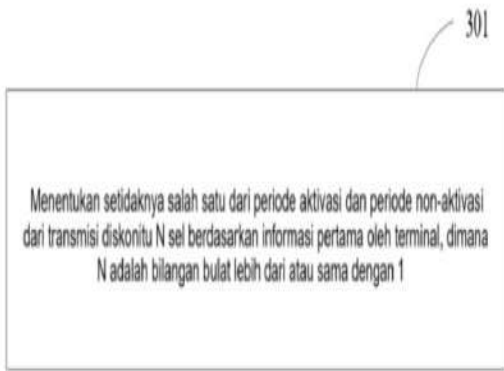 301
Menentukan setidaknya salah satu dari periode aktivasi dan periode non-aktivasi
dari transmisi diskonitu N sel berdasarkan informasi pertama oleh terminal, dimana
N adalah bilangan bulat lebih dari atau sama dengan 1